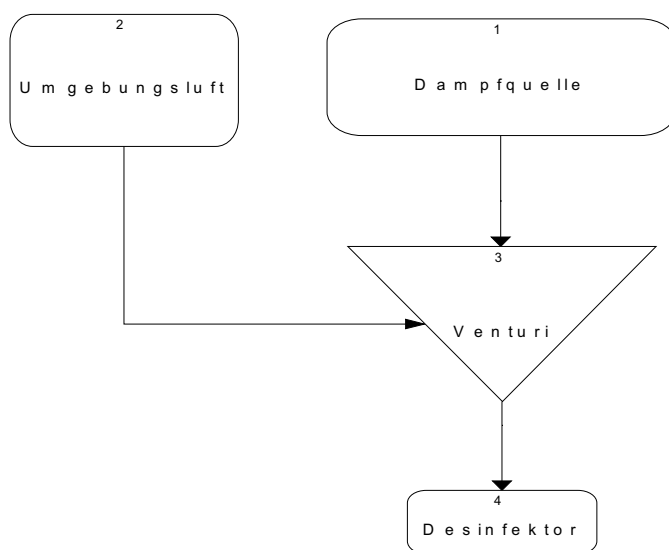 2
Umgebungsluft
1
Dampfquelle
3
Venturi
4
Desinfektor